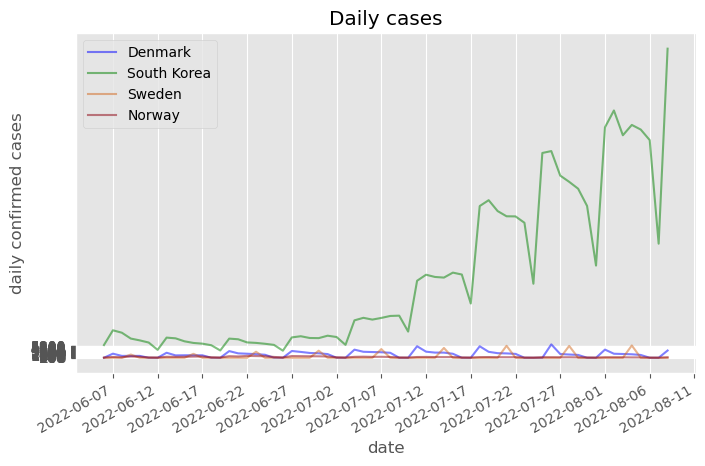 Daily cases
Denmark
South Korea
Sweden
Norway
daily confirmed cases
2022-06-07
2022-06-12
2022-06-17
2022-06-22
2022-06-27
2022-07-02
2022-07-07
2022-07-12
2022-07-17
2022-07-22
2022-07-27
2022-08-01
2022-08-06
2022-08-11
date